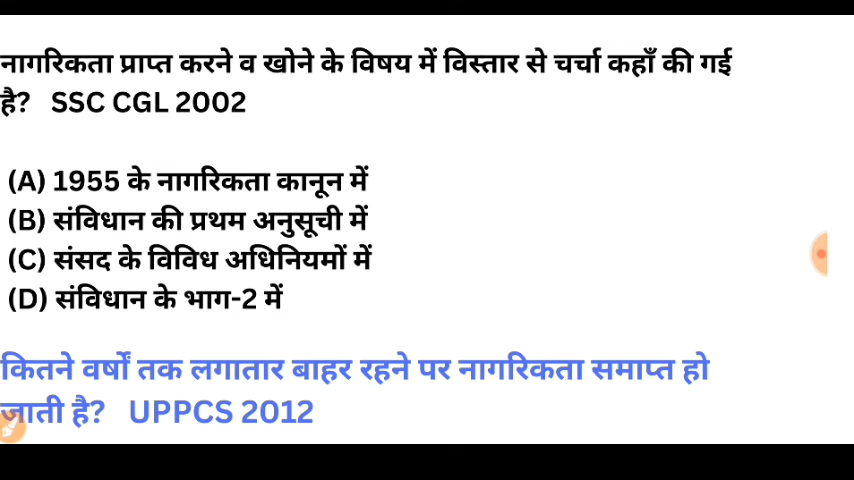 नागरिकता प्राप्त करने व खोने के विषय में विस्तार से चर्चा कहाँ की गई
है? SSC CGL 2002
(A) 1955 के नागरिकता कानून में
(B) संविधान की प्रथम अनुसूची में
(C) संसद के विविध अधिनियमों में
(D) संविधान के भाग-2 में
कितने वर्षों तक लगातार बाहर रहने पर नागरिकता समाप्त हो
जाती है? UPPCS 2012